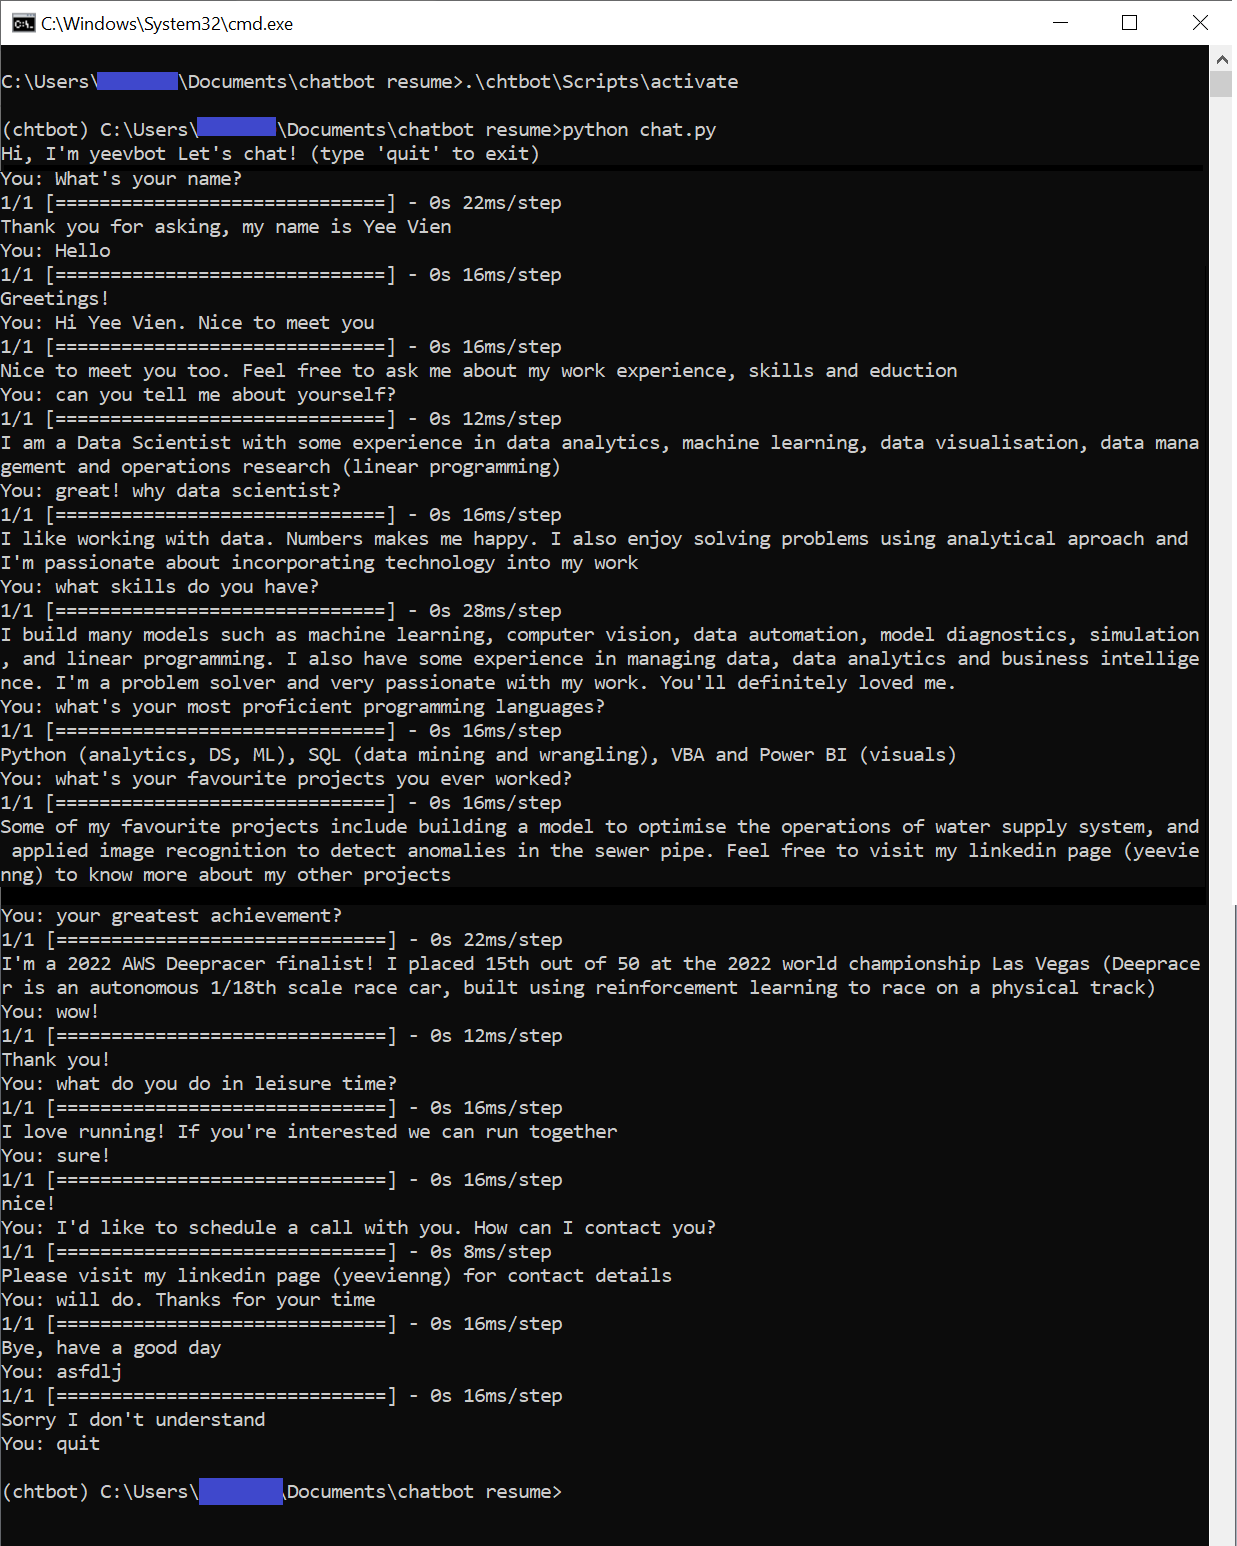 C:\Windows\System32\cmd.exe
C:\Users\ \Documents\chatbot resume>.\chtbot\Scripts\activate
(chtbot) C:\Users\ \Documents\chatbot resume>python chat.py
Hi, I'm yeevbot Let's chat! (type 'quit' to exit)
You: What's your name?
1/1 [==============================] - 0s 22ms/step
Thank you for asking, my name is Yee Vien
You: Hello
1/1 [==============================] - 0s 16ms/step
Greetings!
You: Hi Yee Vien. Nice to meet you
1/1 [==============================] - 0s 16ms/step
Nice to meet you too. Feel free to ask me about my work experience, skills and eduction
You: can you tell me about yourself?
1/1 [==============================] - 0s 12ms/step
I am a Data Scientist with some experience in data analytics, machine learning, data visualisation, data mana
gement and operations research (linear programming)
You: great! why data scientist?
1/1 [==============================] - 0s 16ms/step
I like working with data. Numbers makes me happy. I also enjoy solving problems using analytical aproach and
I'm passionate about incorporating technology into my work
You: what skills do you have?
1/1 [==============================] - 0s 28ms/step
I build many models such as machine learning, computer vision, data automation, model diagnostics, simulation
, and linear programming. I also have some experience in managing data, data analytics and business intellige
nce. I'm a problem solver and very passionate with my work. You'll definitely loved me.
You: what's your most proficient programming languages?
1/1 [==============================] - 0s 16ms/step
Python (analytics, DS, ML), SQL (data mining and wrangling), VBA and Power BI (visuals)
You: what's your favourite projects you ever worked?
1/1 [==============================] - 0s 16ms/step
Some of my favourite projects include building a model to optimise the operations of water supply system, and
 applied image recognition to detect anomalies in the sewer pipe. Feel free to visit my linkedin page (yeevie
nng) to know more about my other projects
You: your greatest achievement?
1/1 [==============================] - 0s 22ms/step
I'm a 2022 AWS Deepracer finalist! I placed 15th out of 50 at the 2022 world championship Las Vegas (Deeprace
r is an autonomous 1/18th scale race car, built using reinforcement learning to race on a physical track)
You: wow!
1/1 [==============================] - 0s 12ms/step
Thank you!
You: what do you do in leisure time?
1/1 [==============================] - 0s 16ms/step
I love running! If you're interested we can run together
You: sure!
1/1 [==============================] - 0s 16ms/step
nice!
You: I'd like to schedule a call with you. How can I contact you?
1/1 [==============================] - 0s 8ms/step
Please visit my linkedin page (yeevienng) for contact details
You: will do. Thanks for your time
1/1 [==============================] - 0s 16ms/step
Bye, have a good day
You: asfdlj
1/1 [==============================] - 0s 16ms/step
Sorry I don't understand
You: quit
(chtbot) C:\Users\ \Documents\chatbot resume>